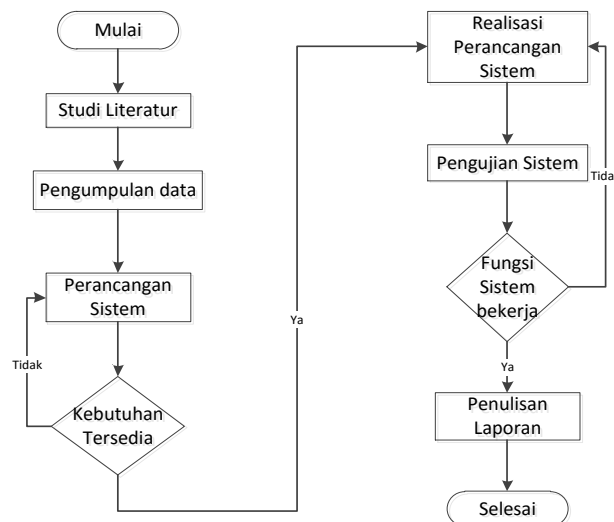 Mulai
Studi Literatur
Pengumpulan data
Perancangan
Sistem
Tidak
Kebutuhan
Tersedia
Ya
Realisasi
Perancangan
Sistem
Pengujian Sistem
Tida
Fungsi
Sistem
bekerja
Ya
Penulisan
Laporan
Selesai